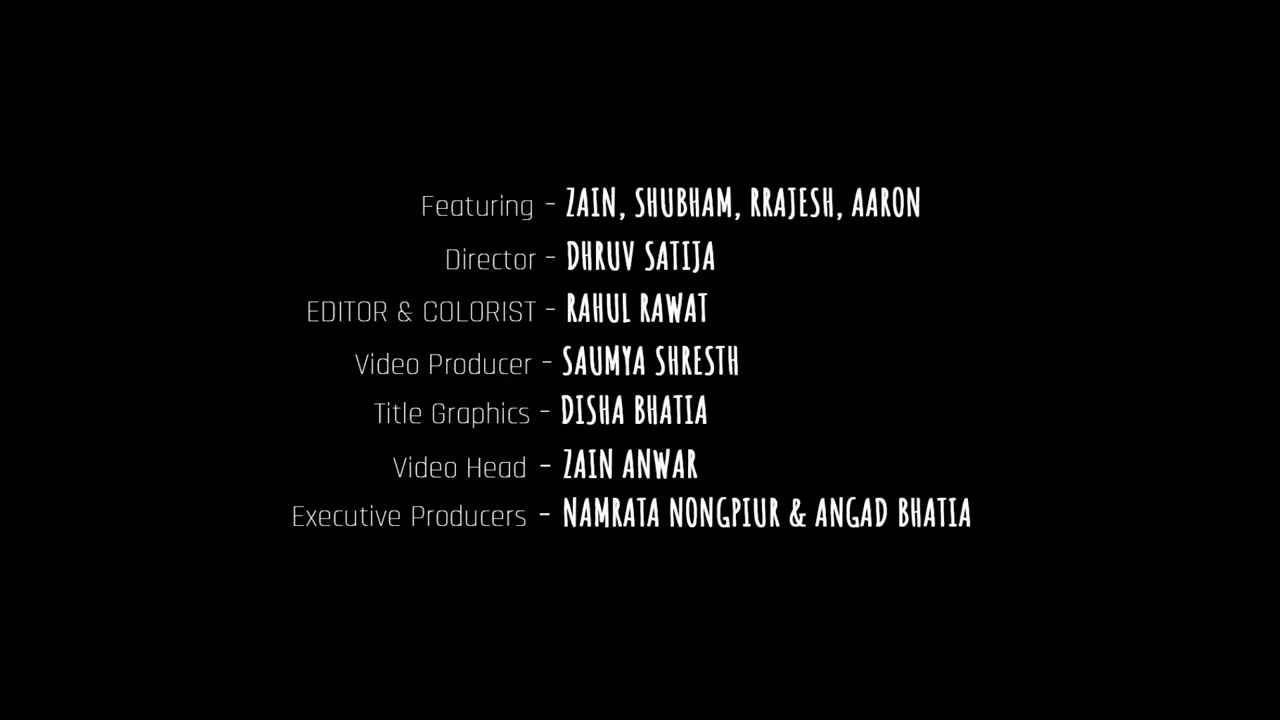 Featuring - ZAIN, SHUBHAM, RRAJESH, AARON
Director - DHRUV SATIJA
EDITOR & COLORIST - RAHUL RAWAT
Video Producer - SAUMYA SHRESTH
Title Graphics - DISHA BHATIA
Video Head - ZAIN ANWAR
Executive Producers - NAMRATA NONGPIUR & ANGAD BHATIA